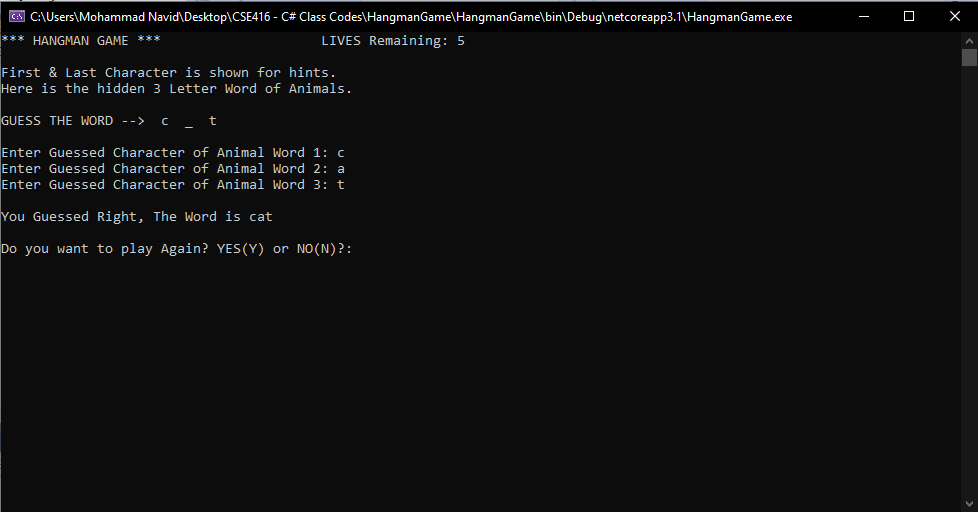 C:\Users\Mohammad Navid\Desktop\CSE416 - C# Class Codes\HangmanGame\HangmanGame\bin\Debug\netcoreapp3.1\HangmanGame.exe
*** HANGMAN GAME ***                    LIVES Remaining: 5
First & Last Character is shown for hints.
Here is the hidden 3 Letter Word of Animals.
GUESS THE WORD -->  c  _  t
Enter Guessed Character of Animal Word 1: c
Enter Guessed Character of Animal Word 2: a
Enter Guessed Character of Animal Word 3: t
You Guessed Right, The Word is cat
Do you want to play Again? YES(Y) or NO(N)?: